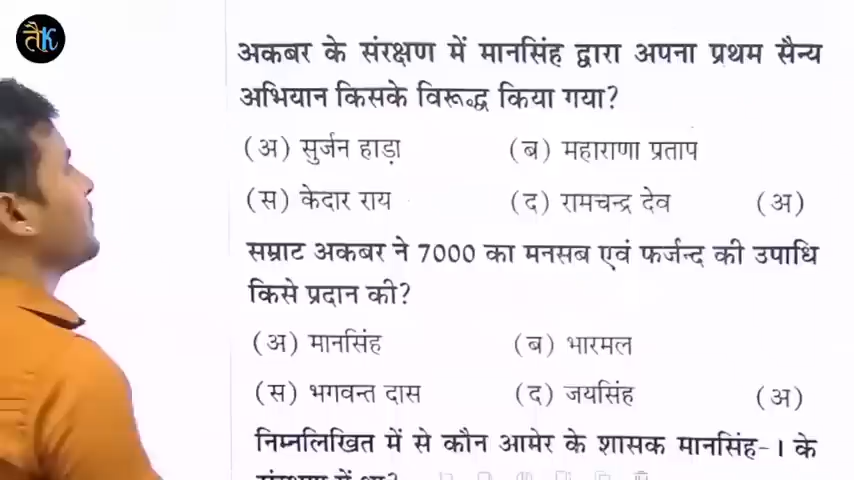 तैK
अकबर के संरक्षण में मानसिंह द्वारा अपना प्रथम सैन्य
अभियान किसके विरूद्ध किया गया?
(अ) सुर्जन हाड़ा (ब) महाराणा प्रताप
(स) केदार राय (द) रामचन्द्र देव (अ)
सम्राट अकबर ने 7000 का मनसब एवं फर्जन्द की उपाधि
किसे प्रदान की?
(अ) मानसिंह (ब) भारमल
(स) भगवन्त दास (द) जयसिंह (अ)
निम्नलिखित में से कौन आमेर के शासक मानसिंह-I के